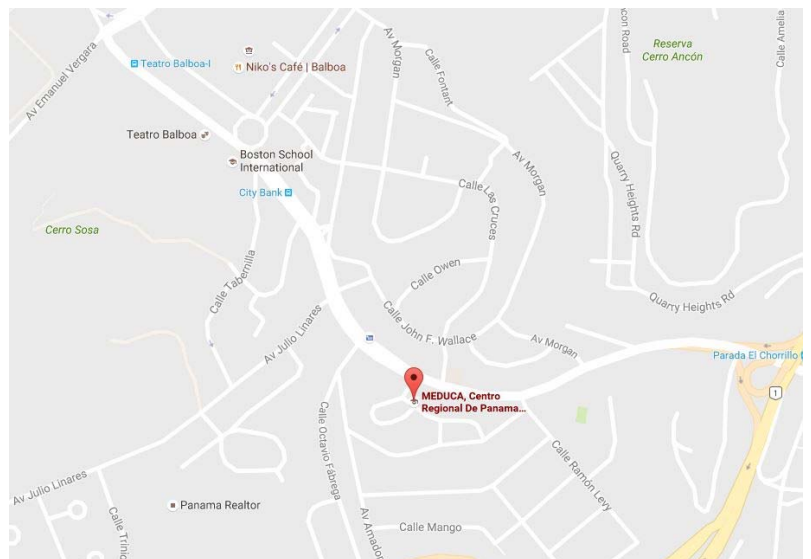 Av Emanuel Vergara
Teatro Balboa-I
Niko's Café | Balboa
Av Morgan
Calle Fontant
Reserva
Cerro Ancón
Calle Amelia
Teatro Balboa
Boston School
International
City Bank
Av Morgan
Calle Las Cruces
Quarry Heights Rd
Cerro Sosa
Calle Tabernilla
Calle Owen
Quarry Heights Rd
Av Julio Linares
Calle John F. Wallace
Av Morgan
Parada El Chorrillo
MEDUCA, Centro
Regional De Panama...
1
Calle Octavio Fábrega
Calle Ramón Levy
Av Julio Linares
Panama Realtor
Calle Mango